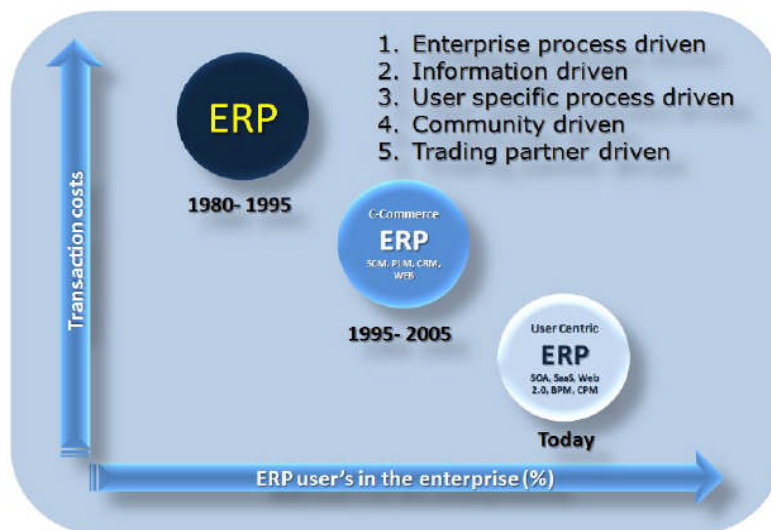 1. Enterprise process driven
2. Information driven
3. User specific process driven
4. Community driven
5. Trading partner driven
ERP
1980- 1995
C-Commerce
ERP
SCM, PLM, CRM,
WEB
1995- 2005
User Centric
ERP
SOA, SaaS, Web
2.0, BPM, CPM
Today
Transaction costs
ERP user's in the enterprise (%)